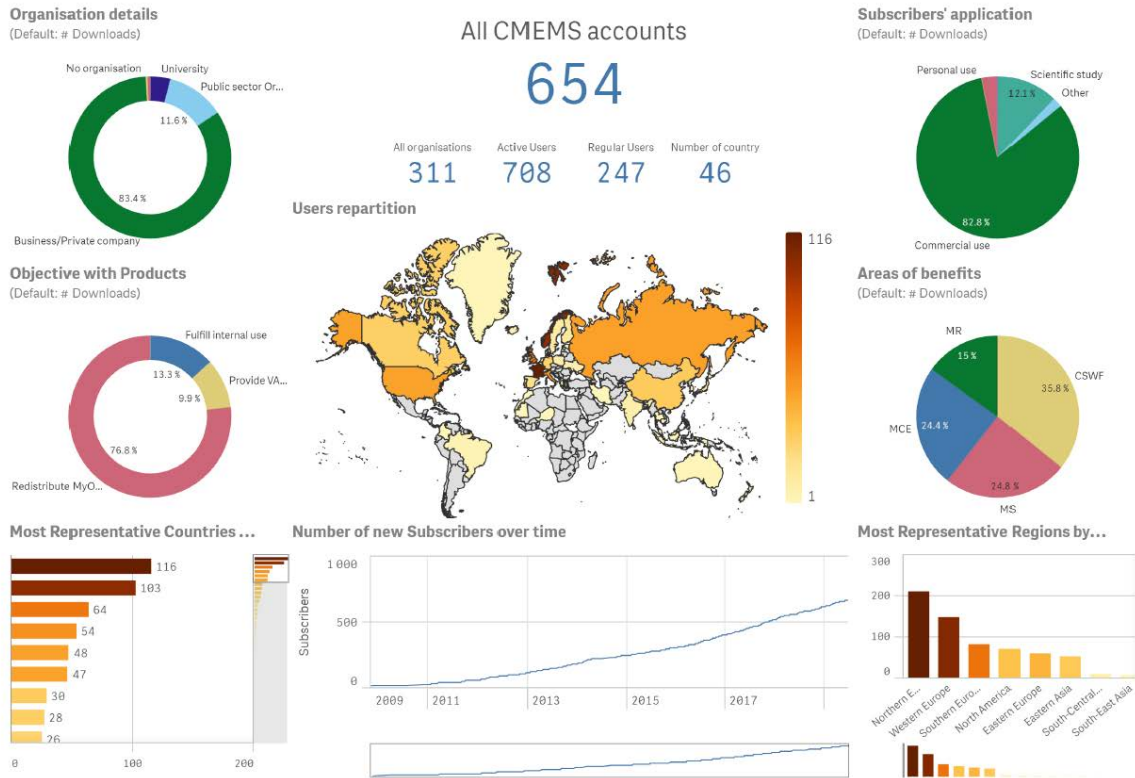 Organisation details
(Default: # Downloads)
No organisation
University
Public sector Or...
11.6 %
83.4 %
Business/Private company
All CMEMS accounts
654
All organisations
311
Active Users
708
Regular Users
247
Number of country
46
Subscribers' application
(Default: # Downloads)
Personal use
Scientific study
12.1 %
Other
82.8 %
Commercial use
Objective with Products
(Default: # Downloads)
Fulfill internal use
13.3 %
Provide VA...
9.9 %
76.8 %
Redistribute MyO...
Users repartition
116
1
Areas of benefits
(Default: # Downloads)
MR
15 %
CSWF
35.8 %
MCE
24.4 %
24.8 %
MS
Most Representative Countries ...
116
103
64
54
48
47
30
28
26
0
100
200
Number of new Subscribers over time
Subscribers
1 000
500
0
2009
2011
2013
2015
2017
Most Representative Regions by...
300
200
100
0
Northern E...
Western Europe
Southern Euro...
North America
Eastern Europe
Eastern Asia
South-Central...
South-East Asia